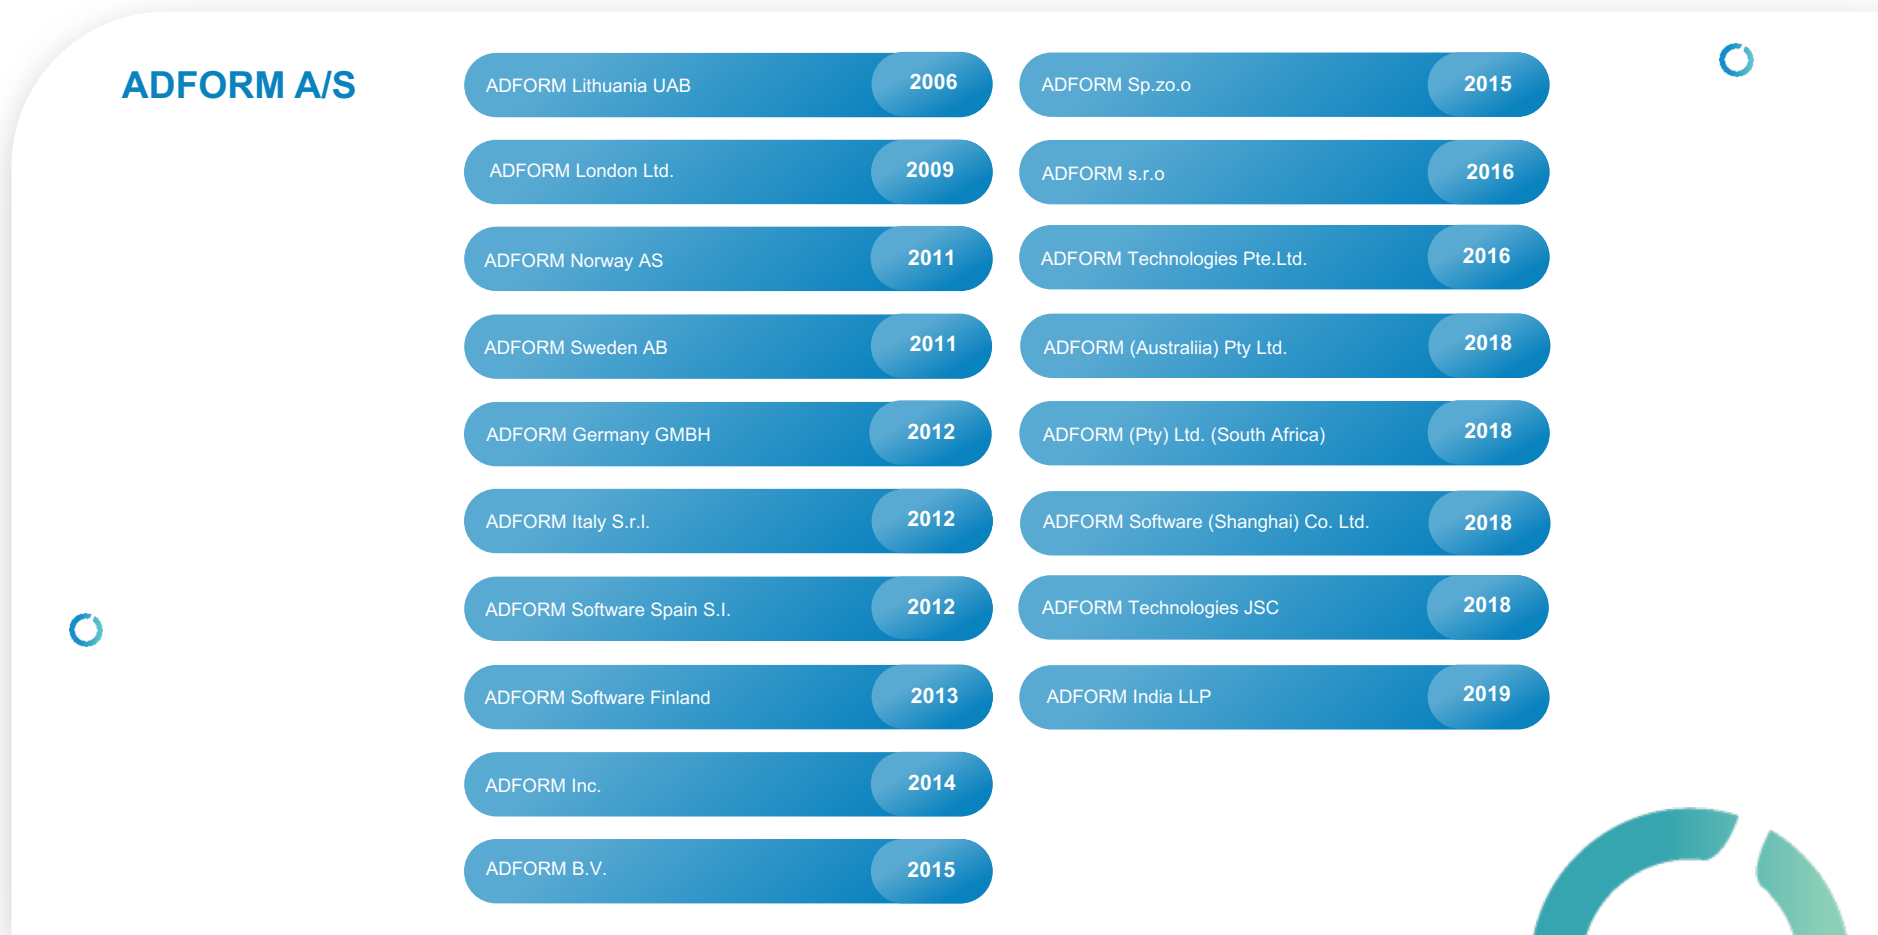 ADFORM A/S
ADFORM Lithuania UAB 2006
ADFORM London Ltd. 2009
ADFORM Norway AS 2011
ADFORM Sweden AB 2011
ADFORM Germany GMBH 2012
ADFORM Italy S.r.l. 2012
ADFORM Software Spain S.I. 2012
ADFORM Software Finland 2013
ADFORM Inc. 2014
ADFORM B.V. 2015
ADFORM Sp.zo.o 2015
ADFORM s.r.o 2016
ADFORM Technologies Pte.Ltd. 2016
ADFORM (Australiia) Pty Ltd. 2018
ADFORM (Pty) Ltd. (South Africa) 2018
ADFORM Software (Shanghai) Co. Ltd. 2018
ADFORM Technologies JSC 2018
ADFORM India LLP 2019